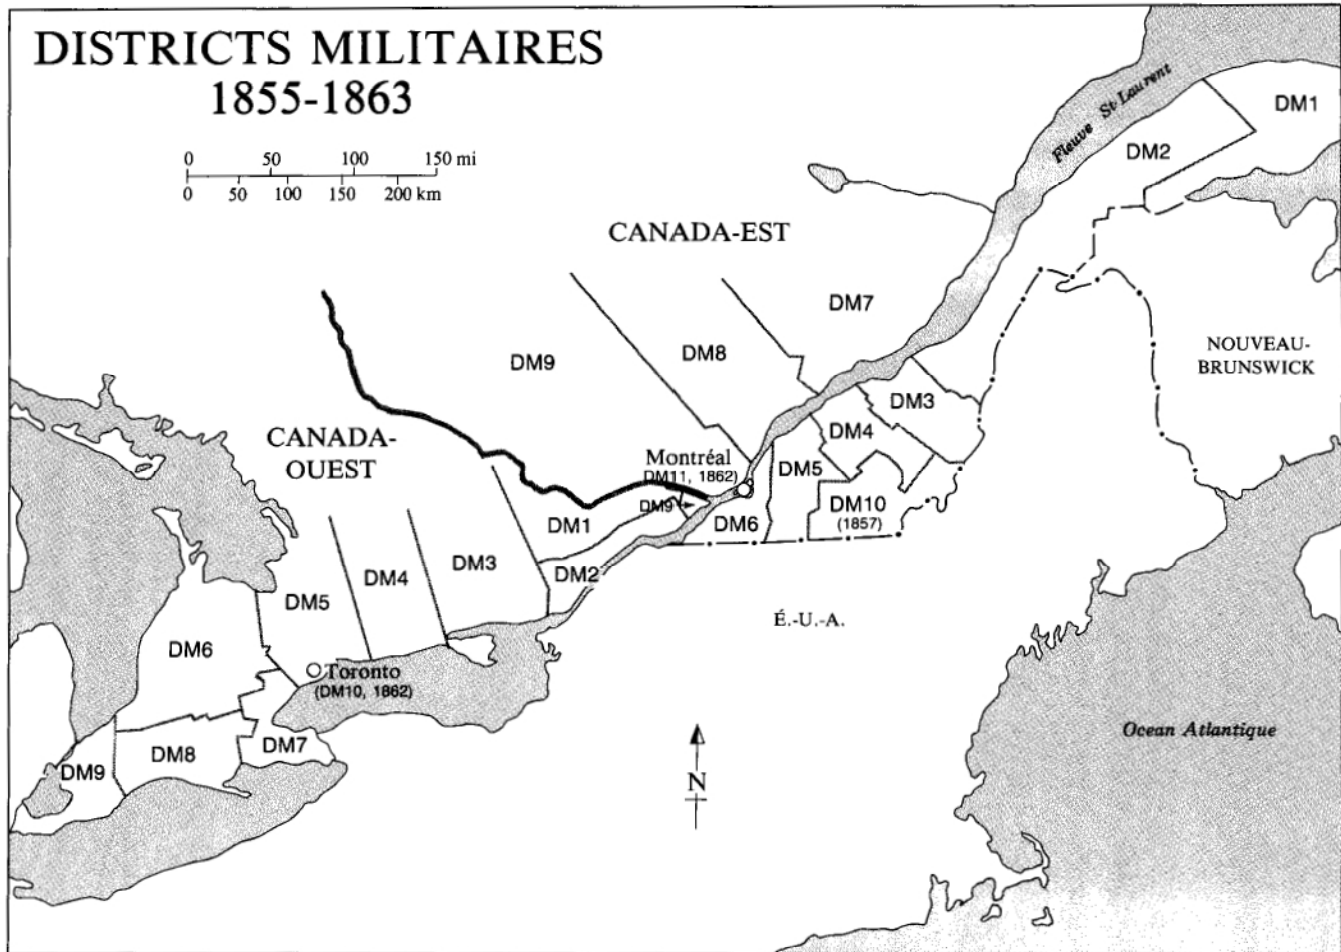 DISTRICTS MILITAIRES
1855-1863
0 50 100 150 mi
0 50 100 150 200 km
Fleuve St-Laurent
DM1
DM2
CANADA-EST
DM7
DM9
DM8
NOUVEAU-
BRUNSWICK
DM3
DM4
CANADA-
OUEST
Montréal
DM11, 1862)
DM5
DM9
DM10
(1857)
DM6
DM1
DM3
DM2
DM4
DM5
É.-U.-A.
DM6
Toronto
(DM10, 1862)
Ocean Atlantique
DM7
DM8
DM9
N